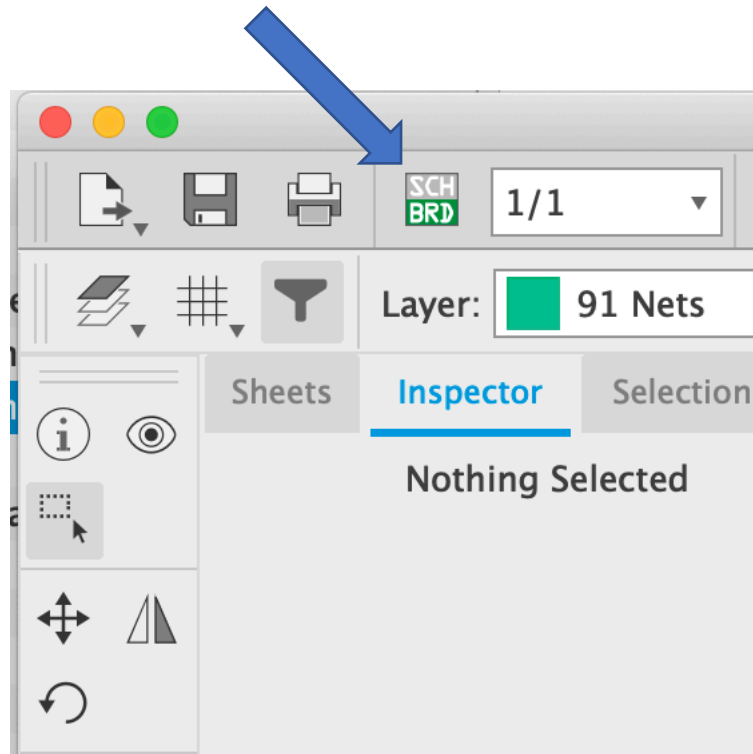 SCH
BRD
1/1
Layer: 91 Nets
Sheets Inspector Selection
Nothing Selected